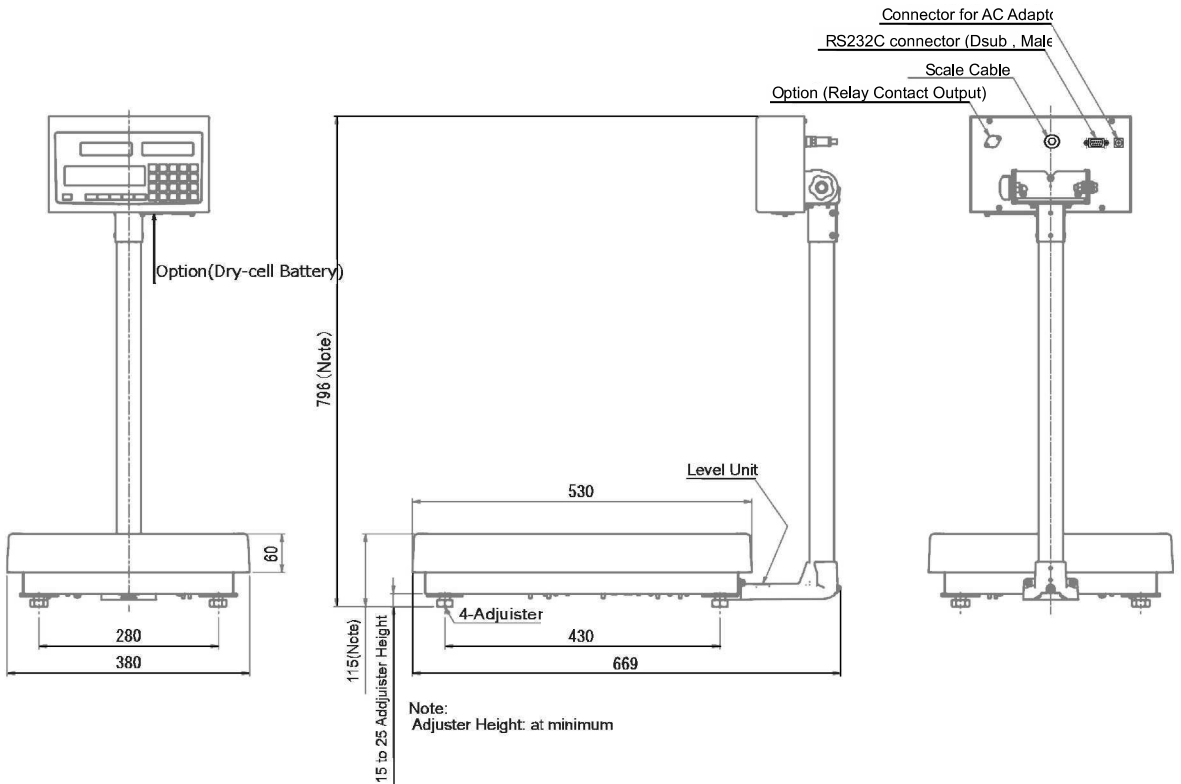 Connector for AC Adapto
RS232C connector (Dsub , Male
Scale Cable
Option (Relay Contact Output)
Option(Dry-cell Battery)
796 (Note)
Level Unit
530
60
4-Adjuister
280
430
380
669
115(Note)
15 to 25 Addjuister Height
Note:
Adjuster Height: at minimum